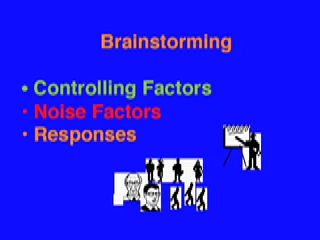 Brainstorming
• Controlling Factors
• Noise Factors
• Responses